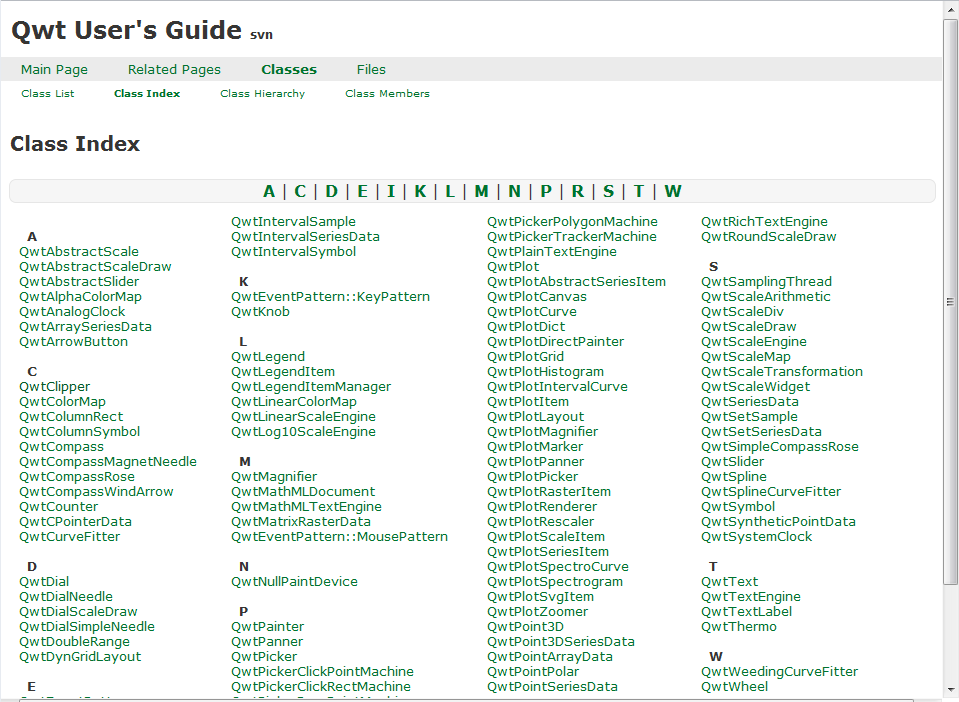 Qwt User's Guide svn
Main Page Related Pages Classes Files
Class List Class Index Class Hierarchy Class Members
Class Index
A | C | D | E | I | K | L | M | N | P | R | S | T | W
A
QwtAbstractScale
QwtAbstractScaleDraw
QwtAbstractSlider
QwtAlphaColorMap
QwtAnalogClock
QwtArraySeriesData
QwtArrowButton
C
QwtClipper
QwtColorMap
QwtColumnRect
QwtColumnSymbol
QwtCompass
QwtCompassMagnetNeedle
QwtCompassRose
QwtCompassWindArrow
QwtCounter
QwtCPointerData
QwtCurveFitter
D
QwtDial
QwtDialNeedle
QwtDialScaleDraw
QwtDialSimpleNeedle
QwtDoubleRange
QwtDynGridLayout
E
QwtIntervalSample
QwtIntervalSeriesData
QwtIntervalSymbol
K
QwtEventPattern::KeyPattern
QwtKnob
L
QwtLegend
QwtLegendItem
QwtLegendItemManager
QwtLinearColorMap
QwtLinearScaleEngine
QwtLog10ScaleEngine
M
QwtMagnifier
QwtMathMLDocument
QwtMathMLTextEngine
QwtMatrixRasterData
QwtEventPattern::MousePattern
N
QwtNullPaintDevice
P
QwtPainter
QwtPanner
QwtPicker
QwtPickerClickPointMachine
QwtPickerClickRectMachine
QwtPickerPolygonMachine
QwtPickerTrackerMachine
QwtPlainTextEngine
QwtPlot
QwtPlotAbstractSeriesItem
QwtPlotCanvas
QwtPlotCurve
QwtPlotDict
QwtPlotDirectPainter
QwtPlotGrid
QwtPlotHistogram
QwtPlotIntervalCurve
QwtPlotItem
QwtPlotLayout
QwtPlotMagnifier
QwtPlotMarker
QwtPlotPanner
QwtPlotPicker
QwtPlotRasterItem
QwtPlotRenderer
QwtPlotRescaler
QwtPlotScaleItem
QwtPlotSeriesItem
QwtPlotSpectroCurve
QwtPlotSpectrogram
QwtPlotSvgItem
QwtPlotZoomer
QwtPoint3D
QwtPoint3DSeriesData
QwtPointArrayData
QwtPointPolar
QwtPointSeriesData
QwtRichTextEngine
QwtRoundScaleDraw
S
QwtSamplingThread
QwtScaleArithmetic
QwtScaleDiv
QwtScaleDraw
QwtScaleEngine
QwtScaleMap
QwtScaleTransformation
QwtScaleWidget
QwtSeriesData
QwtSetSample
QwtSetSeriesData
QwtSimpleCompassRose
QwtSlider
QwtSpline
QwtSplineCurveFitter
QwtSymbol
QwtSyntheticPointData
QwtSystemClock
T
QwtText
QwtTextEngine
QwtTextLabel
QwtThermo
W
QwtWeedingCurveFitter
QwtWheel